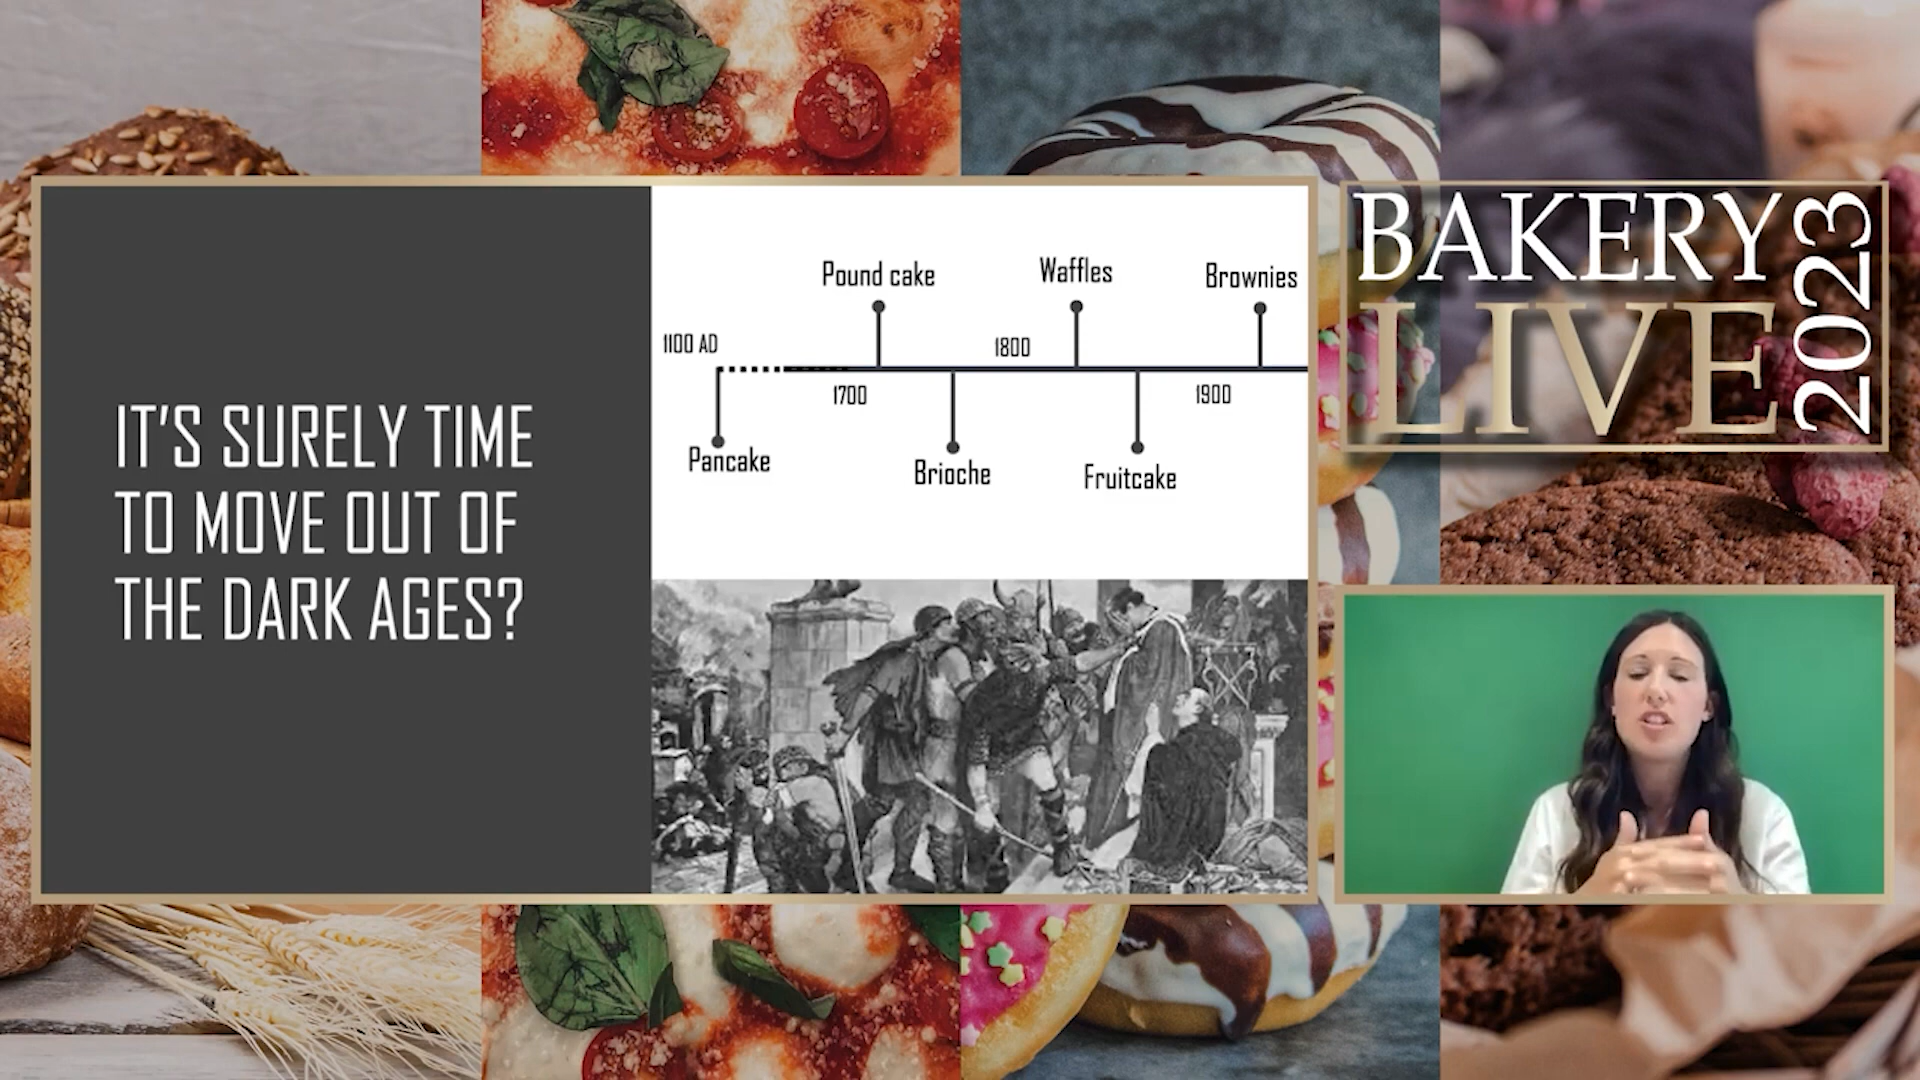 IT'S SURELY TIME
TO MOVE OUT OF
THE DARK AGES?
Pound cake
Waffles
Brownies
1100 AD
1800
1700
1900
Pancake
Brioche
Fruitcake
BAKERY
LIVE
2023